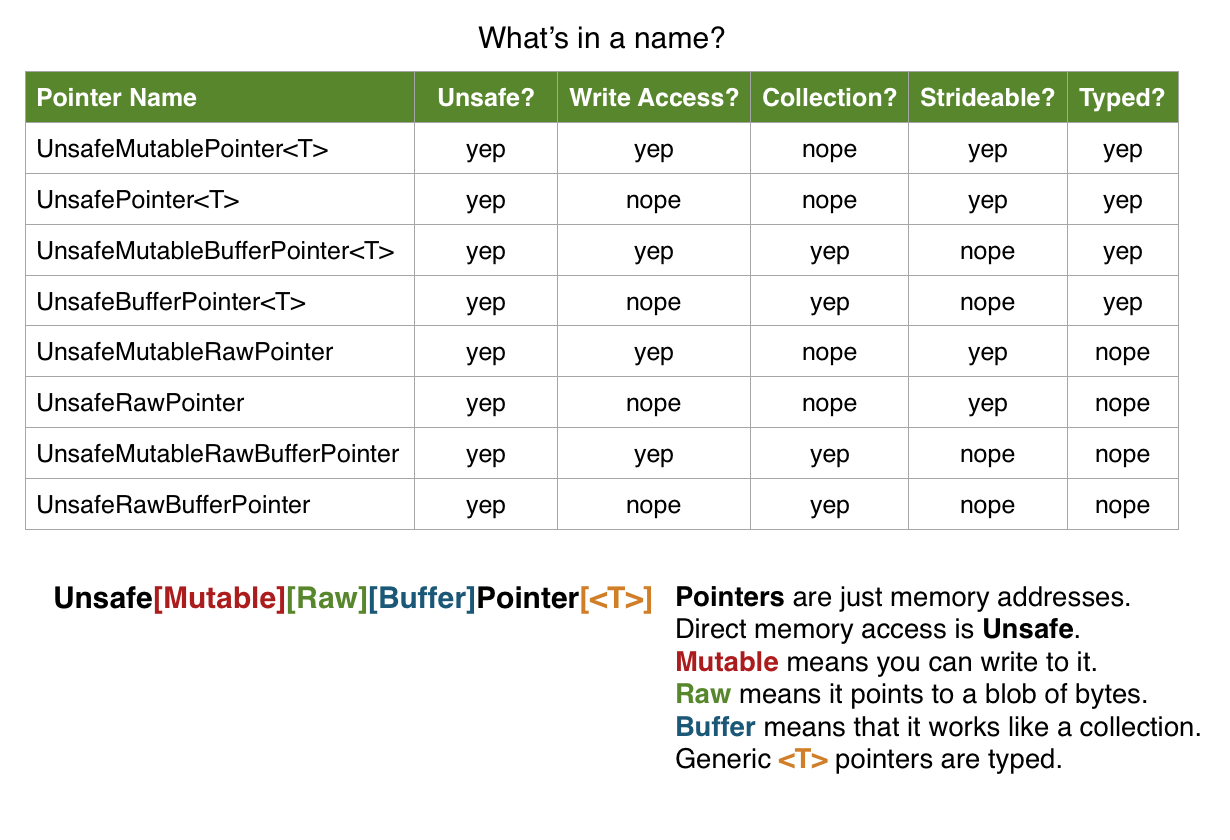 What’s in a name?
Pointer Name Unsafe? Write Access? Collection? Strideable? Typed?
UnsafeMutablePointer<T> yep yep nope yep yep
UnsafePointer<T> yep nope nope yep yep
UnsafeMutableBufferPointer<T> yep yep yep nope yep
UnsafeBufferPointer<T> yep nope yep nope yep
UnsafeMutableRawPointer yep yep nope yep nope
UnsafeRawPointer yep nope nope yep nope
UnsafeMutableRawBufferPointer yep yep yep nope nope
UnsafeRawBufferPointer yep nope yep nope nope
Unsafe[Mutable][Raw][Buffer]Pointer[<T>]
Pointers are just memory addresses.
Direct memory access is Unsafe.
Mutable means you can write to it.
Raw means it points to a blob of bytes.
Buffer means that it works like a collection.
Generic <T> pointers are typed.